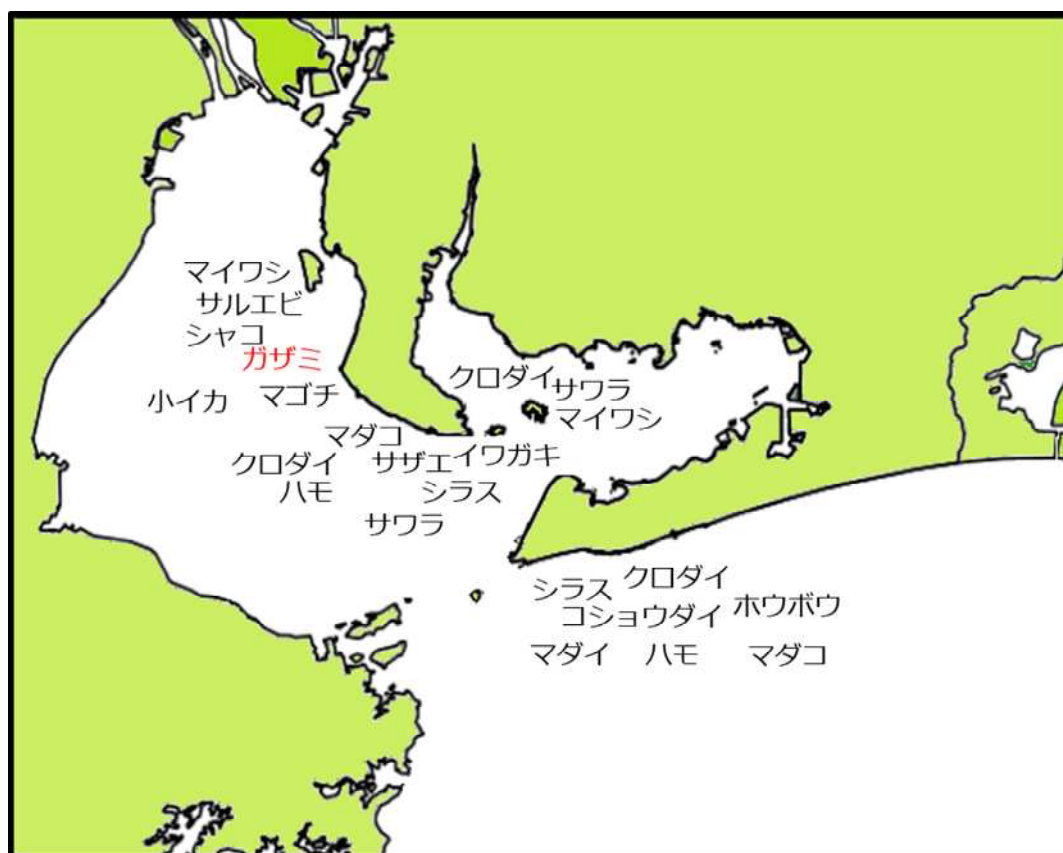 マイワシ
サルエビ
シャコ
ガザミ
小イカ
マゴチ
マダコ
クロダイ
サザエ
イワガキ
ハモ
シラス
サワラ
クロダイ
サワラ
マイワシ
シラス
クロダイ
コショウダイ
ホウボウ
マダイ
ハモ
マダコ